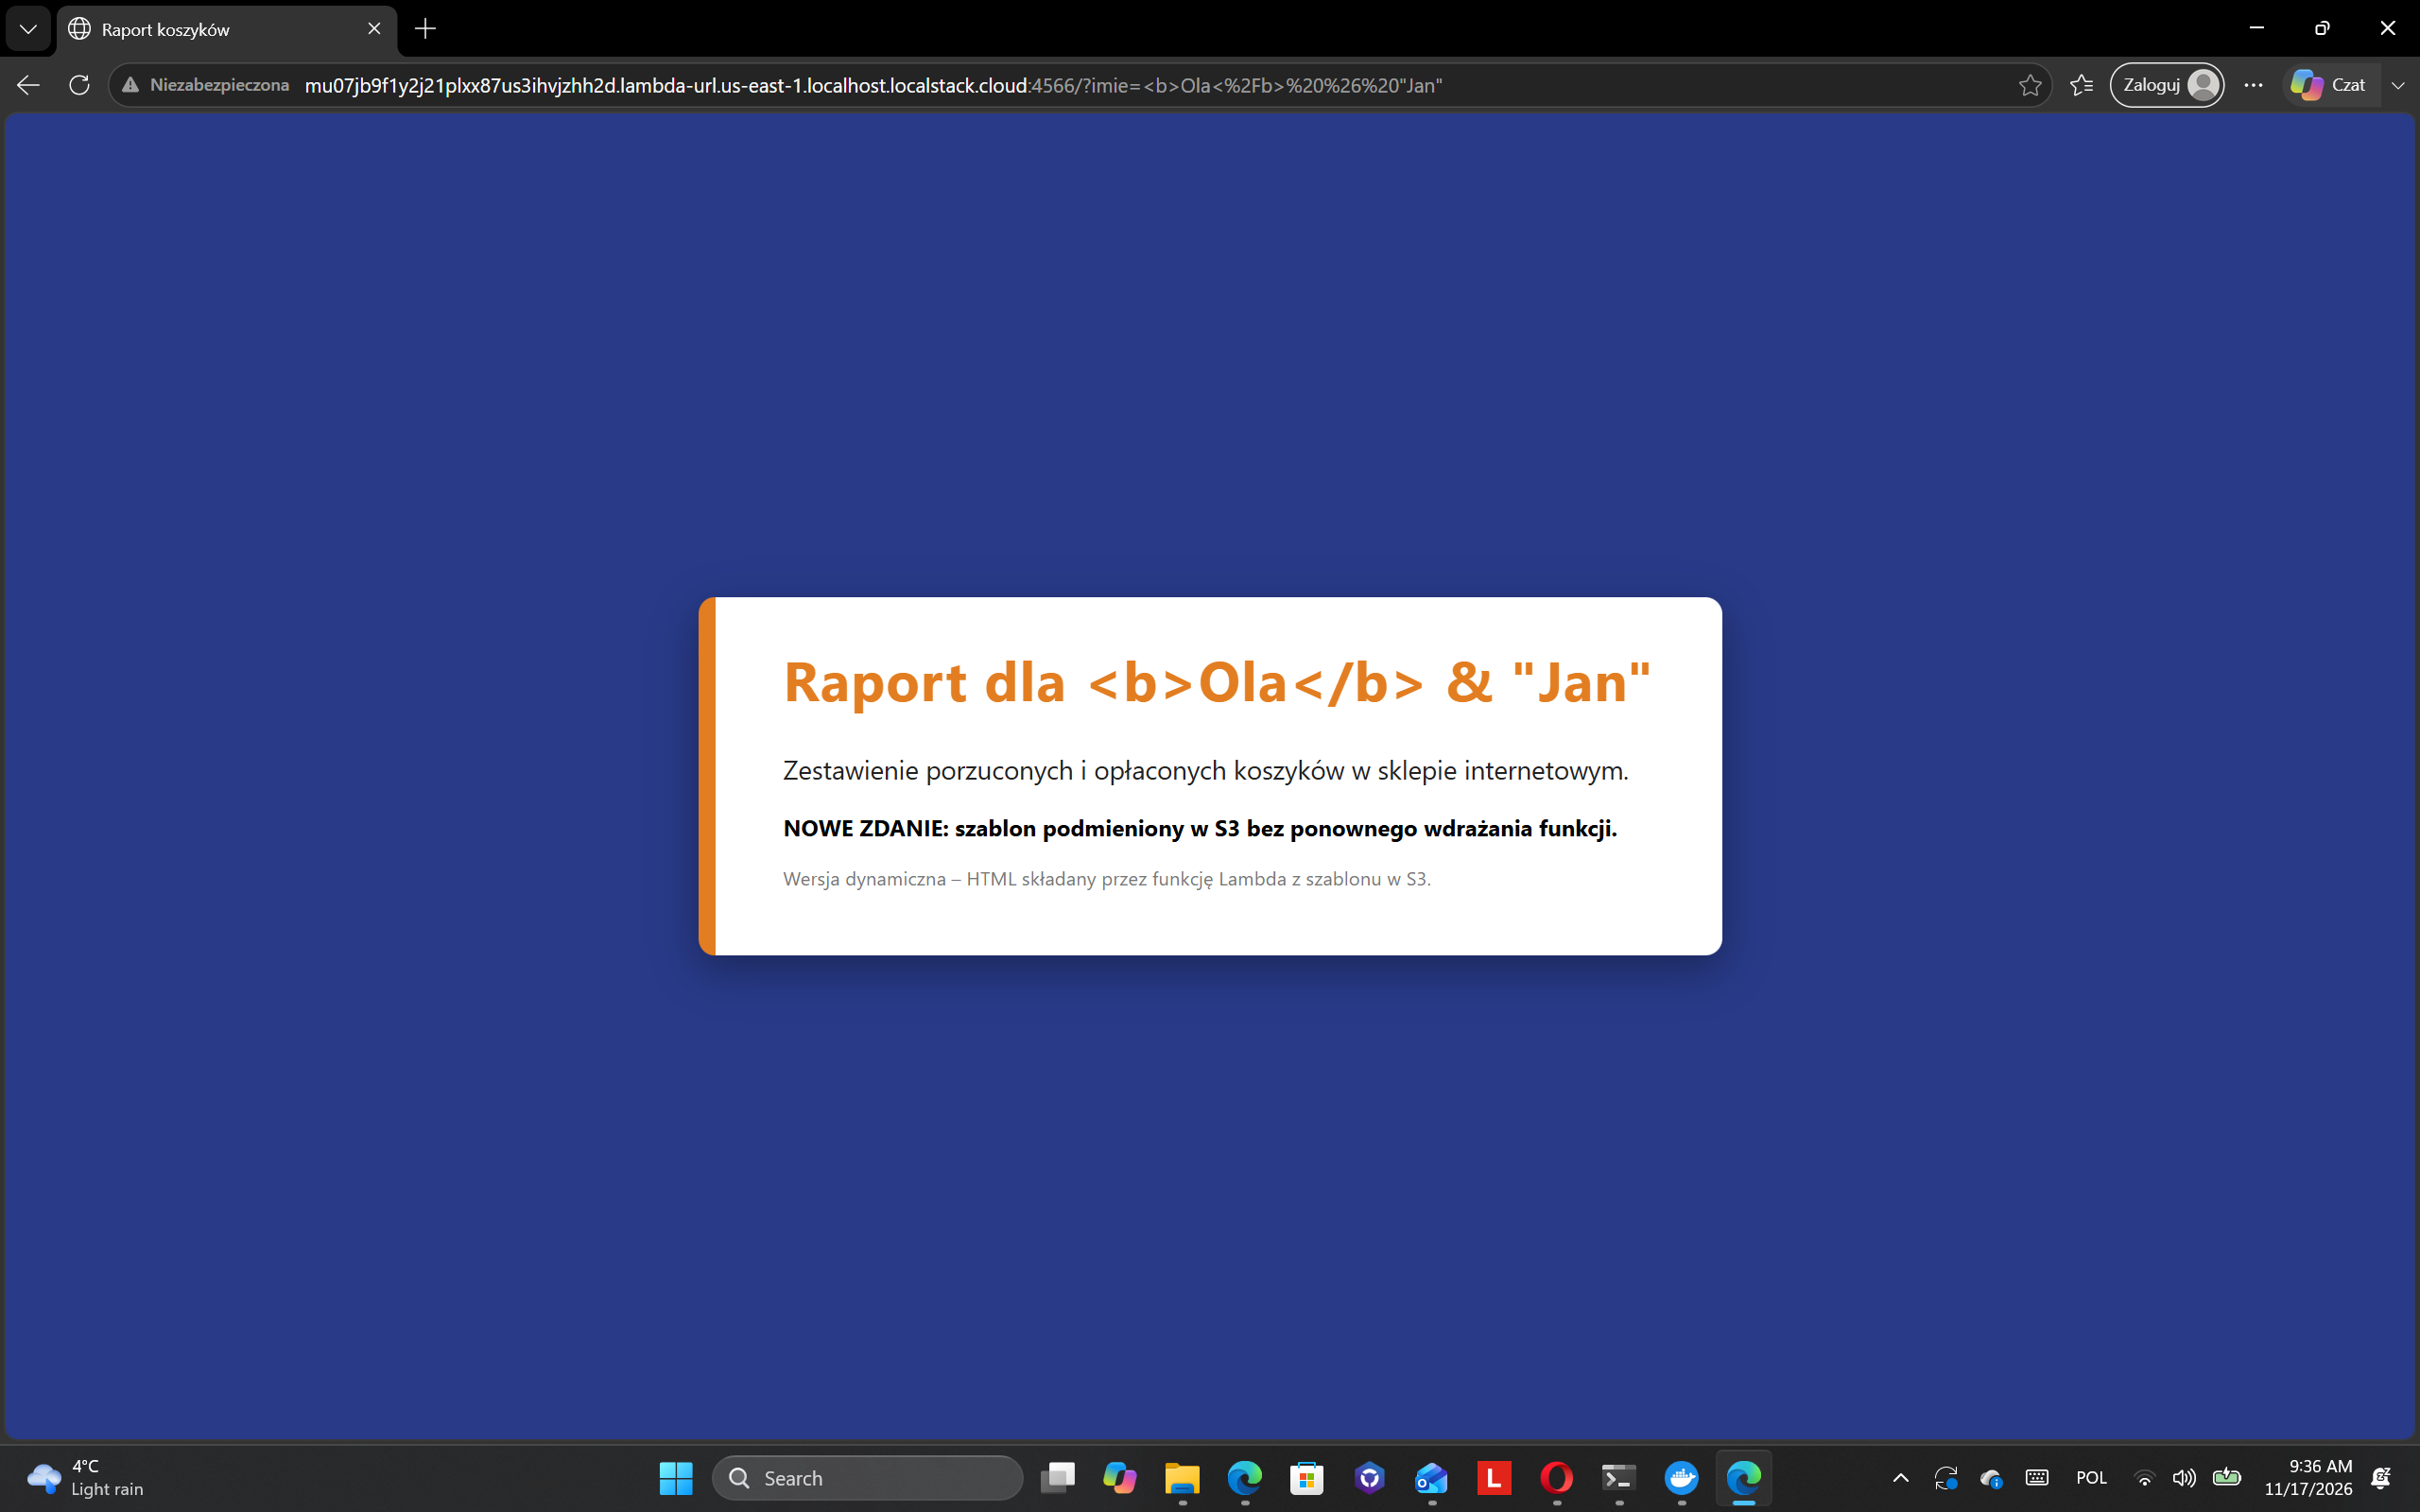 Raport koszyków
Niezabezpieczona mu07jb9f1y2j21plxx87us3ihvjzhh2d.lambda-url.us-east-1.localhost.localstack.cloud:4566/?imie=<b>Ola<%2Fb>%20%26%20"Jan"
Zaloguj
Czat
Raport dla <b>Ola</b> & "Jan"
Zestawienie porzuconych i opłaconych koszyków w sklepie internetowym.
NOWE ZDANIE: szablon podmieniony w S3 bez ponownego wdrażania funkcji.
Wersja dynamiczna – HTML składany przez funkcję Lambda z szablonu w S3.
4°C
Light rain
Search
L
POL
9:36 AM
11/17/2026